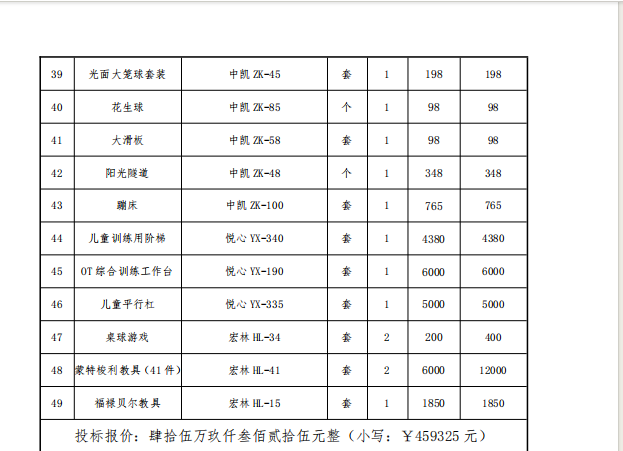 39 光面大笼球套装 中凯 ZK-45 套 1 198 198
40 花生球 中凯 ZK-85 个 1 98 98
41 大滑板 中凯 ZK-58 套 1 98 98
42 阳光隧道 中凯 ZK-48 个 1 348 348
43 蹦床 中凯 ZK-100 套 1 765 765
44 儿童训练用阶梯 悦心 YX-340 套 1 4380 4380
45 OT 综合训练工作台 悦心 YX-190 套 1 6000 6000
46 儿童平行杠 悦心 YX-335 套 1 5000 5000
47 桌球游戏 宏林 HL-34 套 2 200 400
48 蒙特梭利教具（41 件） 宏林 HL-41 套 2 6000 12000
49 福禄贝尔教具 宏林 HL-15 套 1 1850 1850
投标报价：肆拾伍万玖仟叁佰贰拾伍元整（小写：￥459325 元）